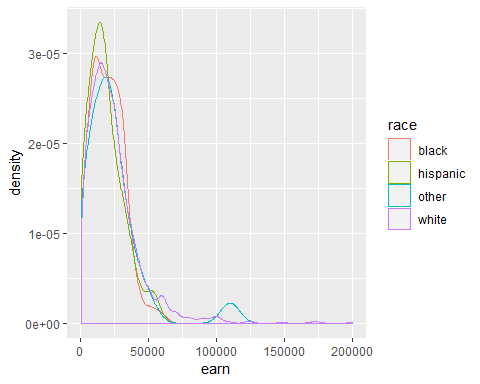 3e-05
2e-05
1e-05
0e+00
density
0
50000
100000
150000
200000
earn
race
black
hispanic
other
white